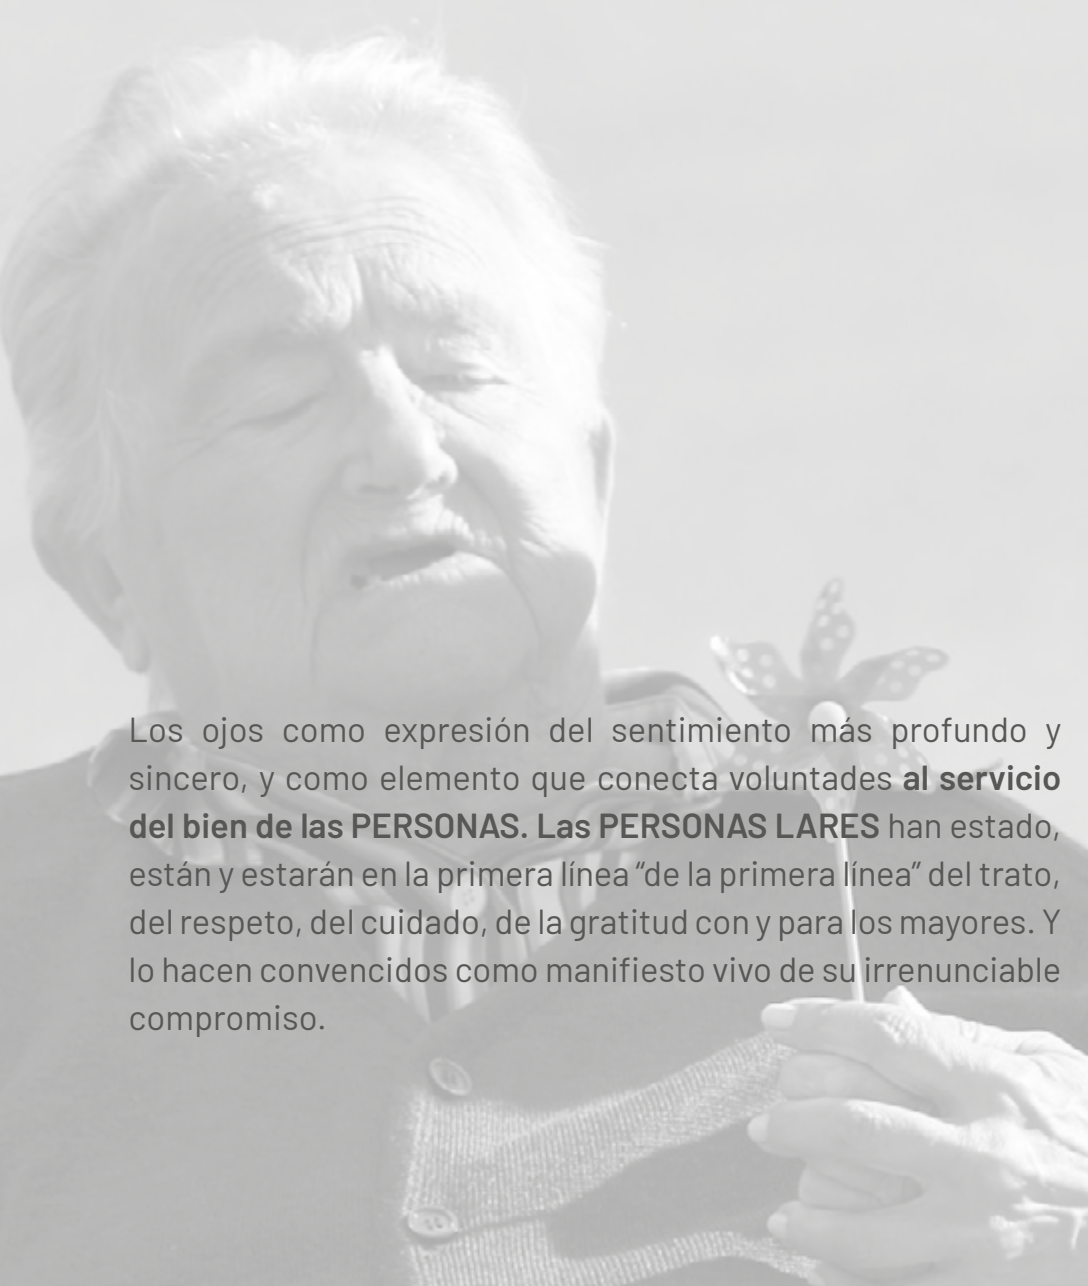 Los ojos como expresión del sentimiento más profundo y
sincero, y como elemento que conecta voluntades al servicio
del bien de las PERSONAS. Las PERSONAS LARES han estado,
están y estarán en la primera línea “de la primera línea” del trato,
del respeto, del cuidado, de la gratitud con y para los mayores. Y
lo hacen convencidos como manifiesto vivo de su irrenunciable
compromiso.